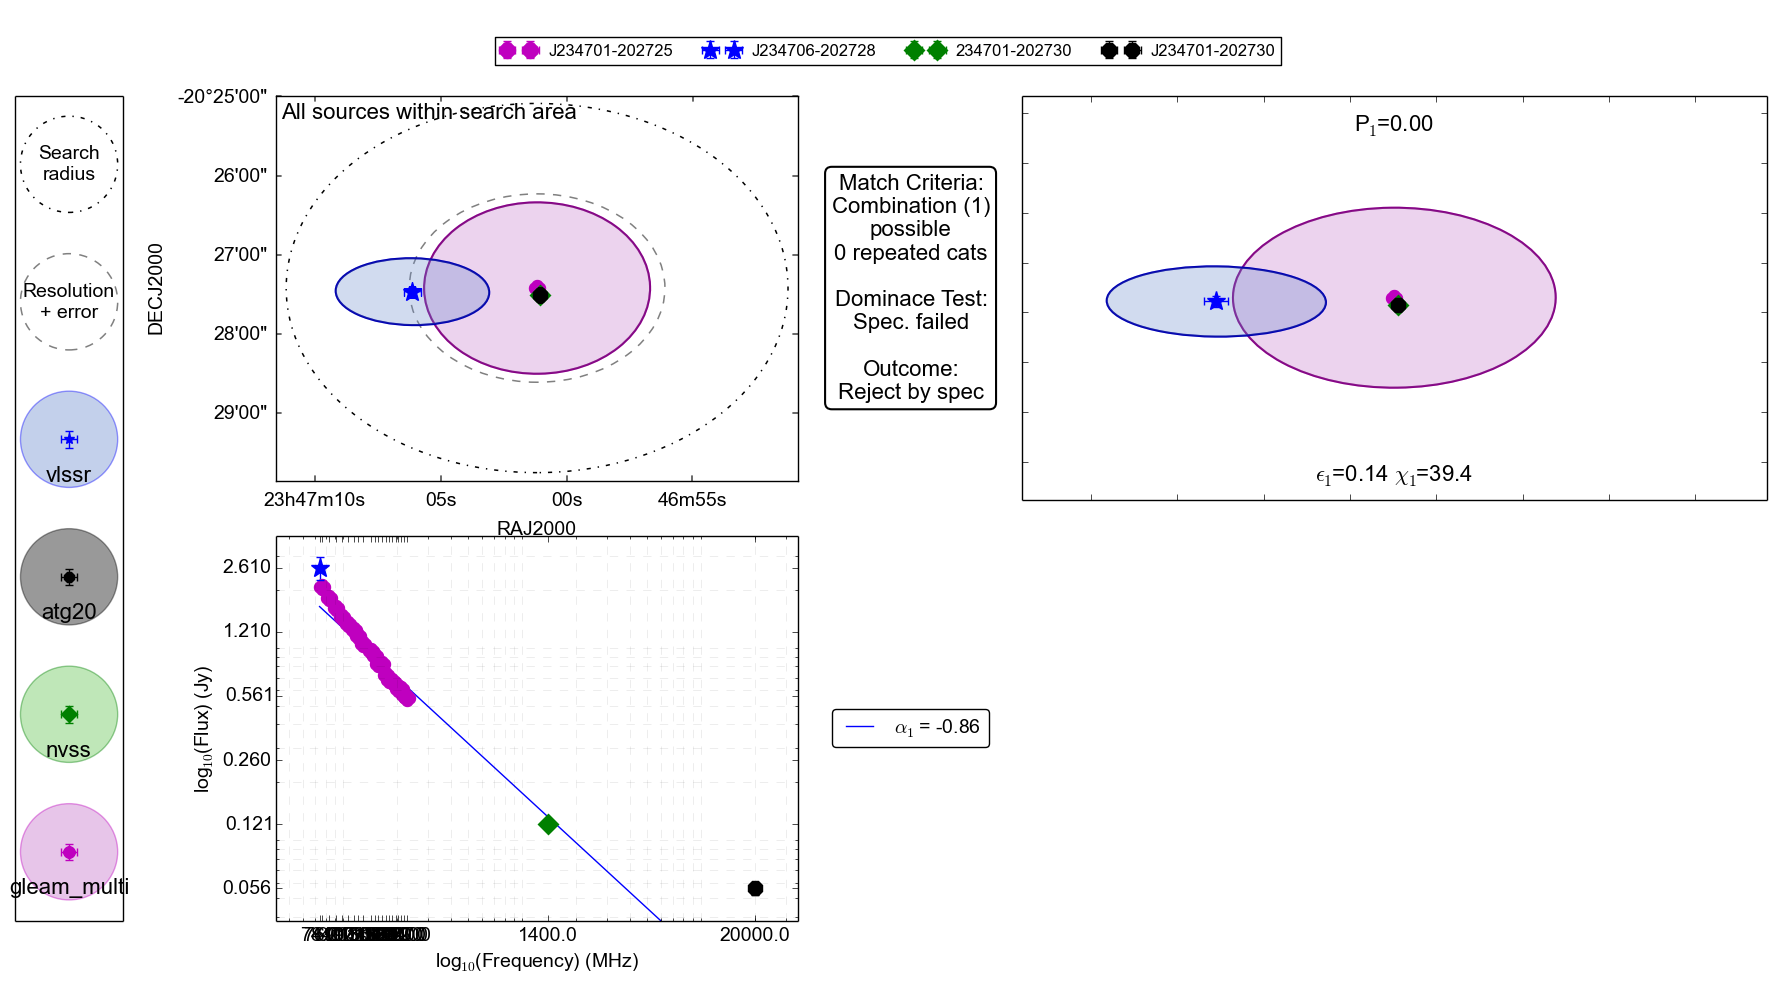 J234701-202725
J234706-202728
234701-202730
J234701-202730
Search
radius
Resolution
+ error
vlssr
atg20
nvss
gleam_multi
All sources within search area
-20°25'00"
26'00"
27'00"
28'00"
29'00"
DECJ2000
23h47m10s
05s
00s
46m55s
RAJ2000
Match Criteria:
Combination (1)
possible
0 repeated cats
Dominace Test:
Spec. failed
Outcome:
Reject by spec
P1=0.00
ϵ1=0.14 χ1=39.4
2.610
1.210
0.561
0.260
0.121
0.056
log10(Flux) (Jy)
1400.0
20000.0
log10(Frequency) (MHz)
α1 = -0.86